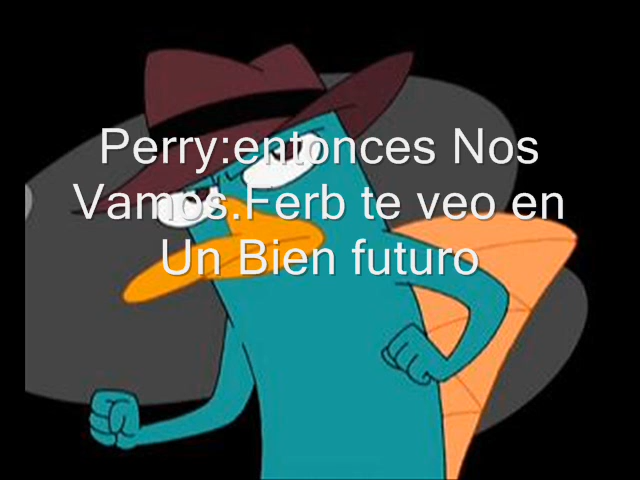 Perry:entonces Nos
Vamos.Ferb te veo en
Un Bien futuro